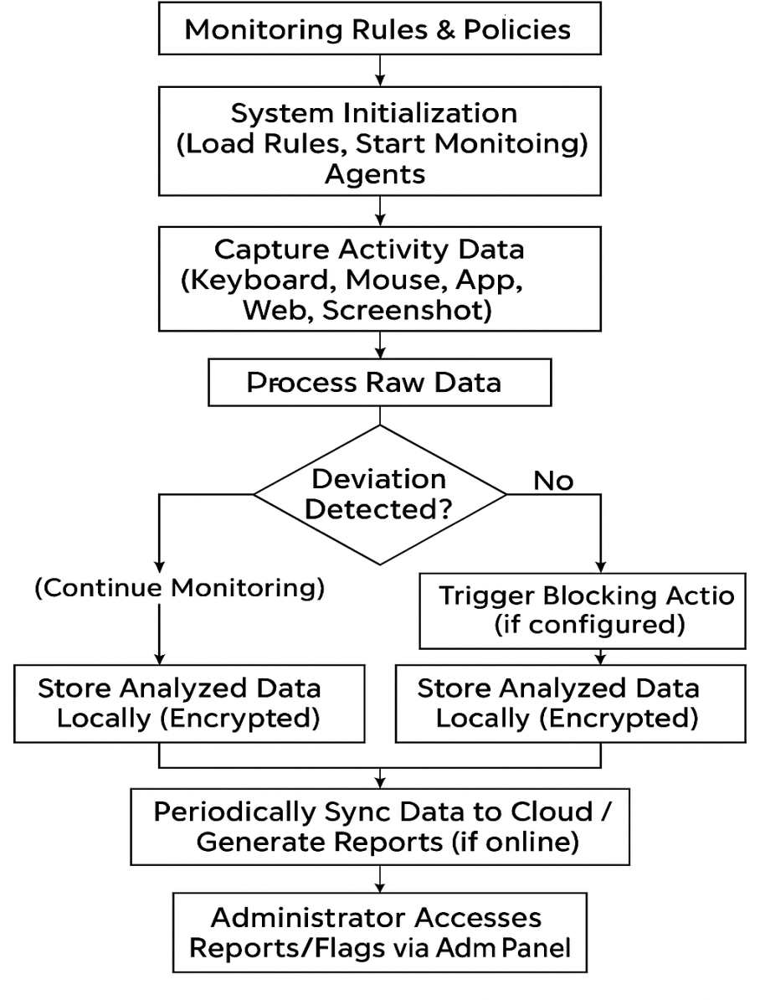 Monitoring Rules & Policies
System Initialization
(Load Rules, Start Monitoing)
Agents
Capture Activity Data
(Keyboard, Mouse, App,
Web, Screenshot)
Process Raw Data
Deviation
Detected?
No
(Continue Monitoring)
Trigger Blocking Actio
(if configured)
Store Analyzed Data
Locally (Encrypted)
Store Analyzed Data
Locally (Encrypted)
Periodically Sync Data to Cloud /
Generate Reports (if online)
Administrator Accesses
Reports/Flags via Adm Panel